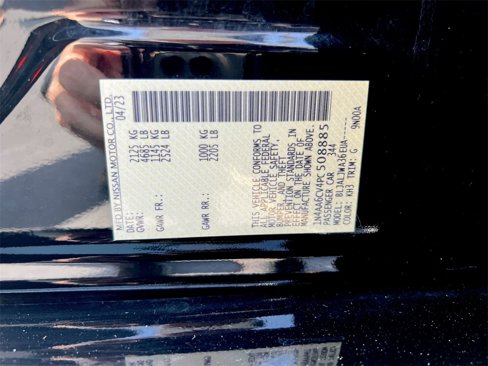 MFD BY NISSAN MOTOR CO., LTD.
DATE: 04/23
GVWR: 2125 KG
4685 LB
GAWR FR.: 1145 KG
2524 LB
GAWR RR.: 1000 KG
2205 LB
THIS VEHICLE CONFORMS TO
ALL APPLICABLE FEDERAL
MOTOR VEHICLE SAFETY,
BUMPER, AND THEFT
PREVENTION STANDARDS IN
EFFECT ON THE DATE OF
MANUFACTURE SHOWN ABOVE.
1N4AA6CV4PC508885
PASSENGER CAR 344
COLOR: KH3 TRIM: G 9N00A